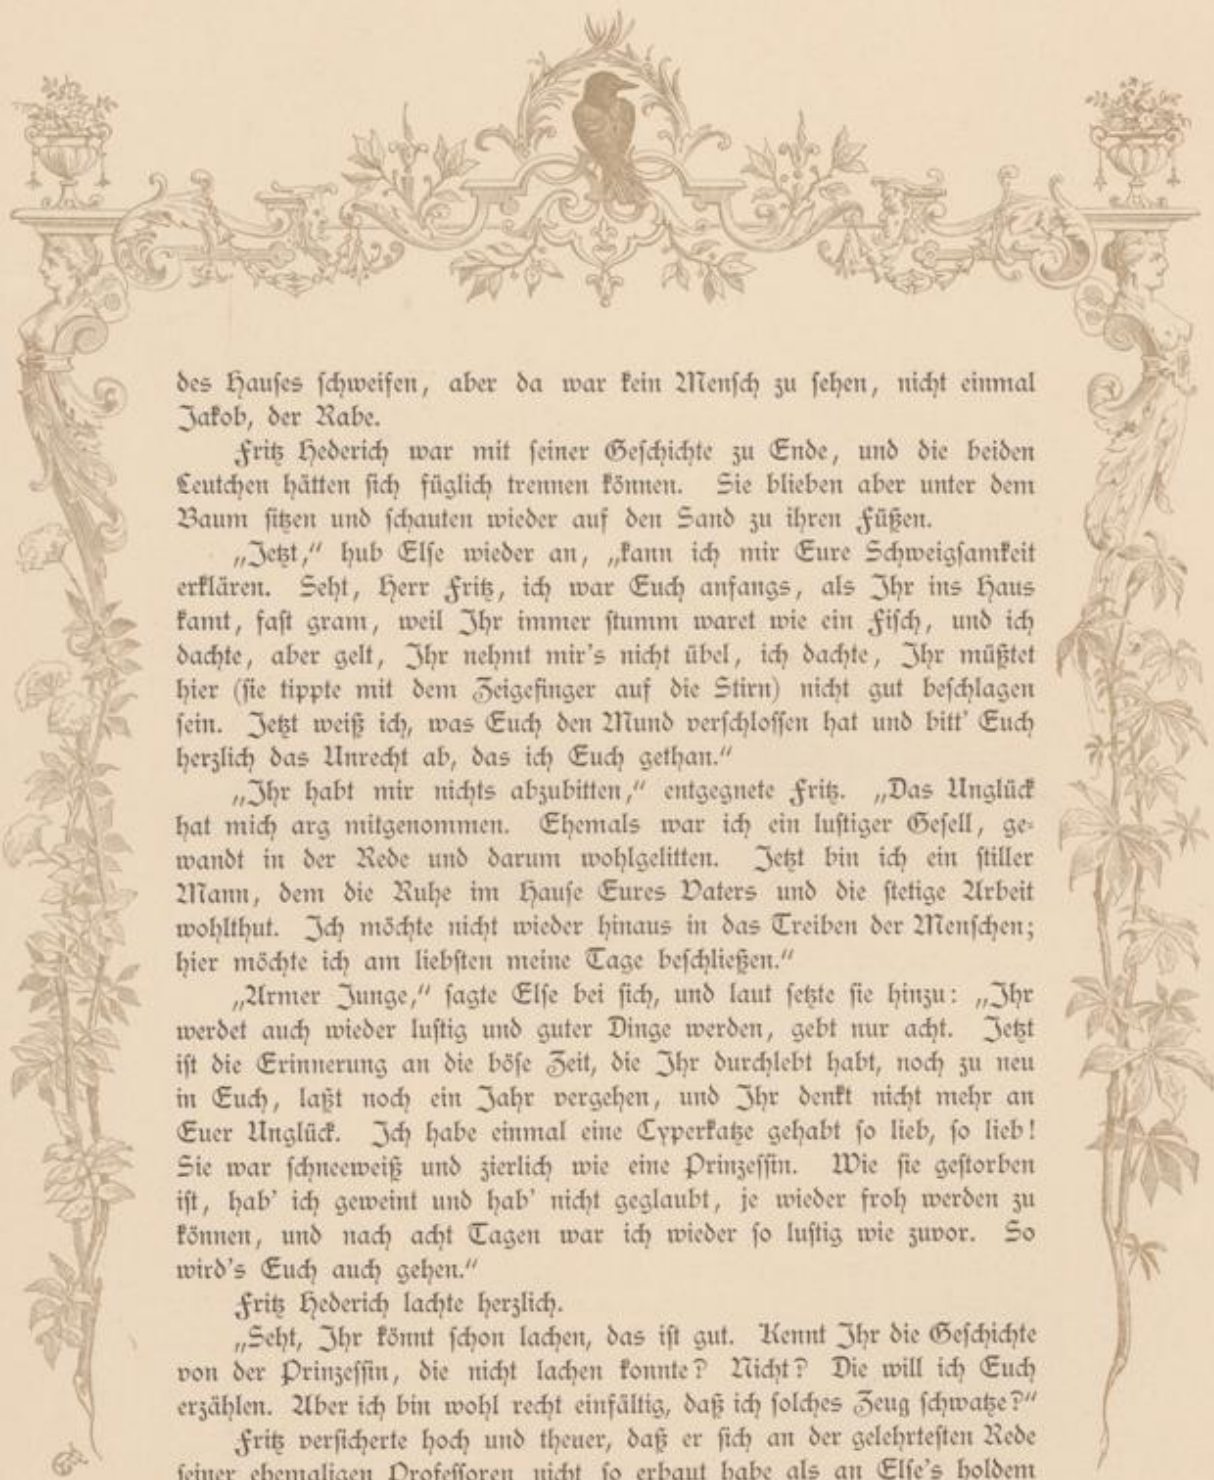 des Hauſes ſchweifen, aber da war kein Menſch zu ſehen, nicht einmal
Jakob, der Rabe.
Fritz Hederich war mit ſeiner Geſchichte zu Ende, und die beiden
Leutchen hätten ſich füglich trennen können. Sie blieben aber unter dem
Baum ſitzen und ſchauten wieder auf den Sand zu ihren Füßen.
„Jetzt,“ hub Elſe wieder an, „kann ich mir Eure Schweigſamkeit
erklären. Seht, Herr Fritz, ich war Euch anfangs, als Ihr ins Haus
kamt, faſt gram, weil Ihr immer ſtumm waret wie ein Fiſch, und ich
dachte, aber gelt, Ihr nehmt mir's nicht übel, ich dachte, Ihr müßtet
hier (ſie tippte mit dem Zeigefinger auf die Stirn) nicht gut beſchlagen
ſein. Jetzt weiß ich, was Euch den Mund verſchloſſen hat und bitt' Euch
herzlich das Unrecht ab, das ich Euch gethan.“
„Ihr habt mir nichts abzubitten,“ entgegnete Fritz. „Das Unglück
hat mich arg mitgenommen. Ehemals war ich ein luſtiger Geſell, ge-
wandt in der Rede und darum wohlgelitten. Jetzt bin ich ein ſtiller
Mann, dem die Ruhe im Hauſe Eures Vaters und die ſtetige Arbeit
wohlthut. Ich möchte nicht wieder hinaus in das Treiben der Menſchen;
hier möchte ich am liebſten meine Tage beſchließen.“
„Armer Junge,“ ſagte Elſe bei ſich, und laut ſetzte ſie hinzu: „Ihr
werdet auch wieder luſtig und guter Dinge werden, gebt nur acht. Jetzt
iſt die Erinnerung an die böſe Zeit, die Ihr durchlebt habt, noch zu neu
in Euch, laßt noch ein Jahr vergehen, und Ihr denkt nicht mehr an
Euer Unglück. Ich habe einmal eine Cyperkatze gehabt ſo lieb, ſo lieb!
Sie war ſchneeweiß und zierlich wie eine Prinzeſſin. Wie ſie geſtorben
iſt, hab' ich geweint und hab' nicht geglaubt, je wieder froh werden zu
können, und nach acht Tagen war ich wieder ſo luſtig wie zuvor. So
wird's Euch auch gehen.“
Fritz Hederich lachte herzlich.
„Seht, Ihr könnt ſchon lachen, das iſt gut. Kennt Ihr die Geſchichte
von der Prinzeſſin, die nicht lachen konnte? Nicht? Die will ich Euch
erzählen. Aber ich bin wohl recht einfältig, daß ich ſolches Zeug ſchwatze?“
Fritz verſicherte hoch und theuer, daß er ſich an der gelehrteſten Rede
ſeiner ehemaligen Profeſſoren nicht ſo erbaut habe als an Elſe's holdem